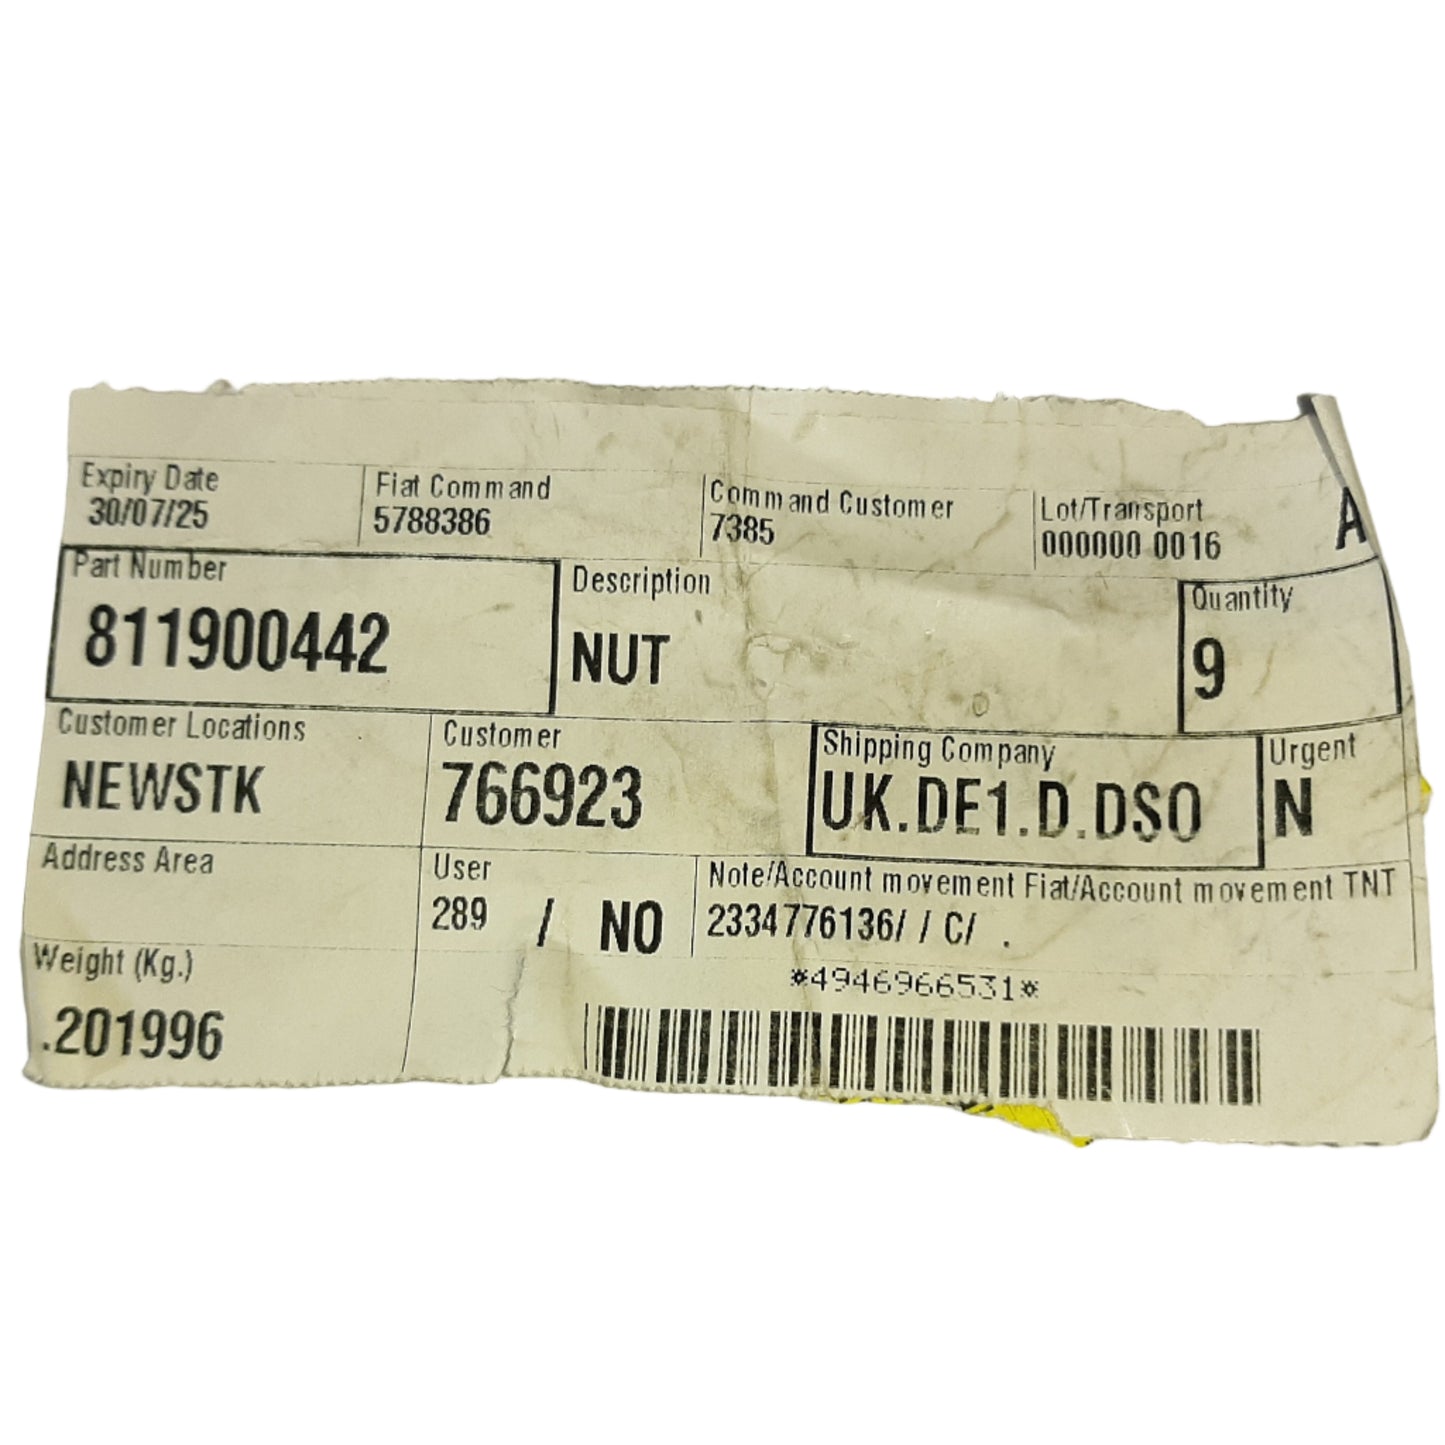 Expiry Date Fiat Command Command Customer Lot/Transport A
30/07/25 5788386 7385 000000 0016
Part Number Description Quantity
811900442 NUT 9
Customer Locations Customer Shipping Company Urgent
NEWSTK 766923 UK.DE1.D.DSO N
Address Area User Note/Account movement Fiat/Account movement TNT
289 / NO 2334776136/ / C/ .
Weight (Kg.)
*4946966531*
.201996